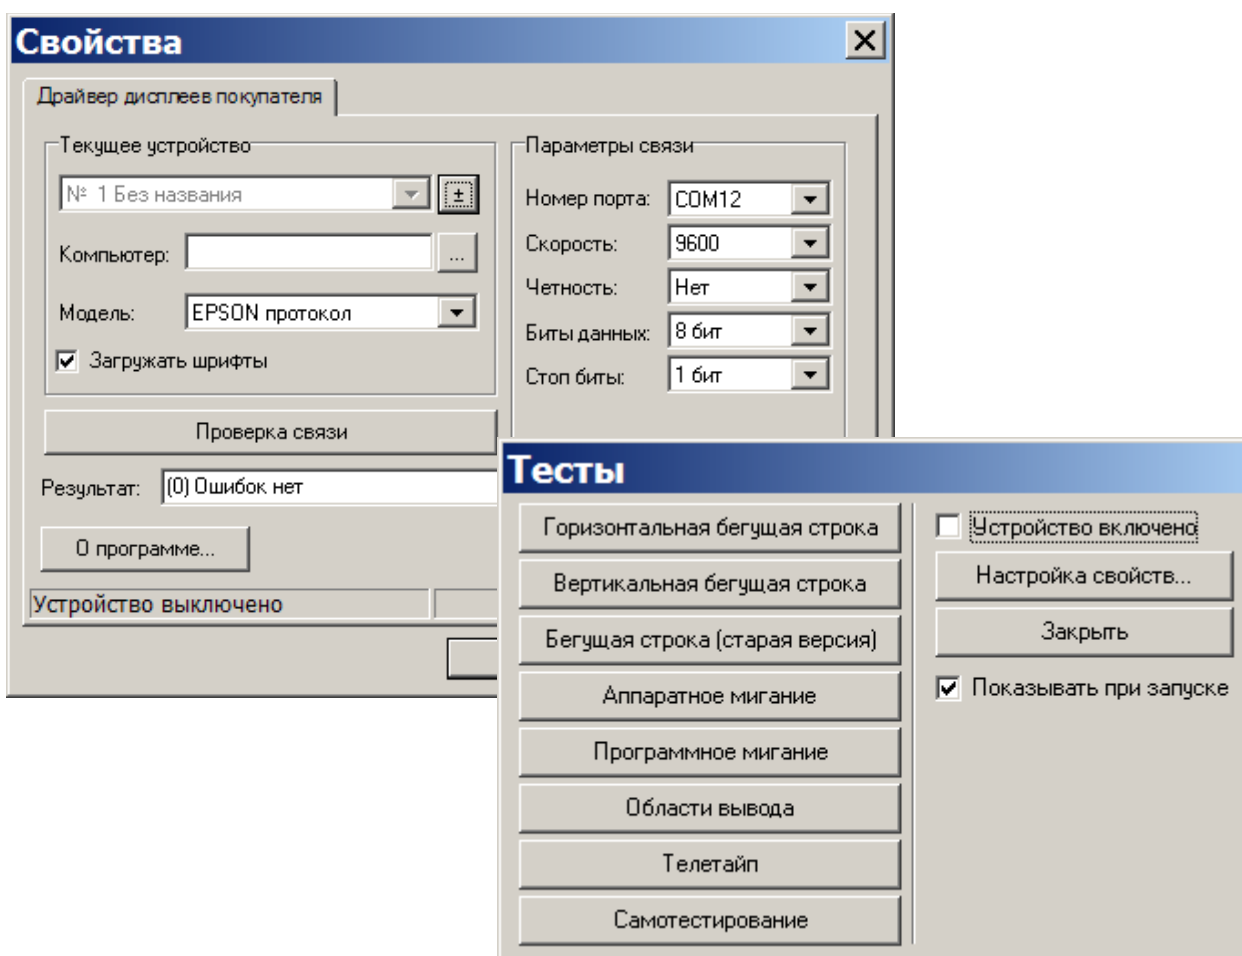 Свойства
Драйвер дисплеев покупателя
Текущее устройство
№ 1 Без названия
±
Компьютер:
...
Модель: EPSON протокол
Загружать шрифты
Параметры связи
Номер порта: COM12
Скорость: 9600
Четность: Нет
Биты данных: 8 бит
Стоп биты: 1 бит
Проверка связи
Результат: (0) Ошибок нет
О программе...
Устройство выключено
Тесты
Горизонтальная бегущая строка
Вертикальная бегущая строка
Бегущая строка (старая версия)
Аппаратное мигание
Программное мигание
Области вывода
Телетайп
Самотестирование
Устройство включено
Настройка свойств...
Закрыть
Показывать при запуске